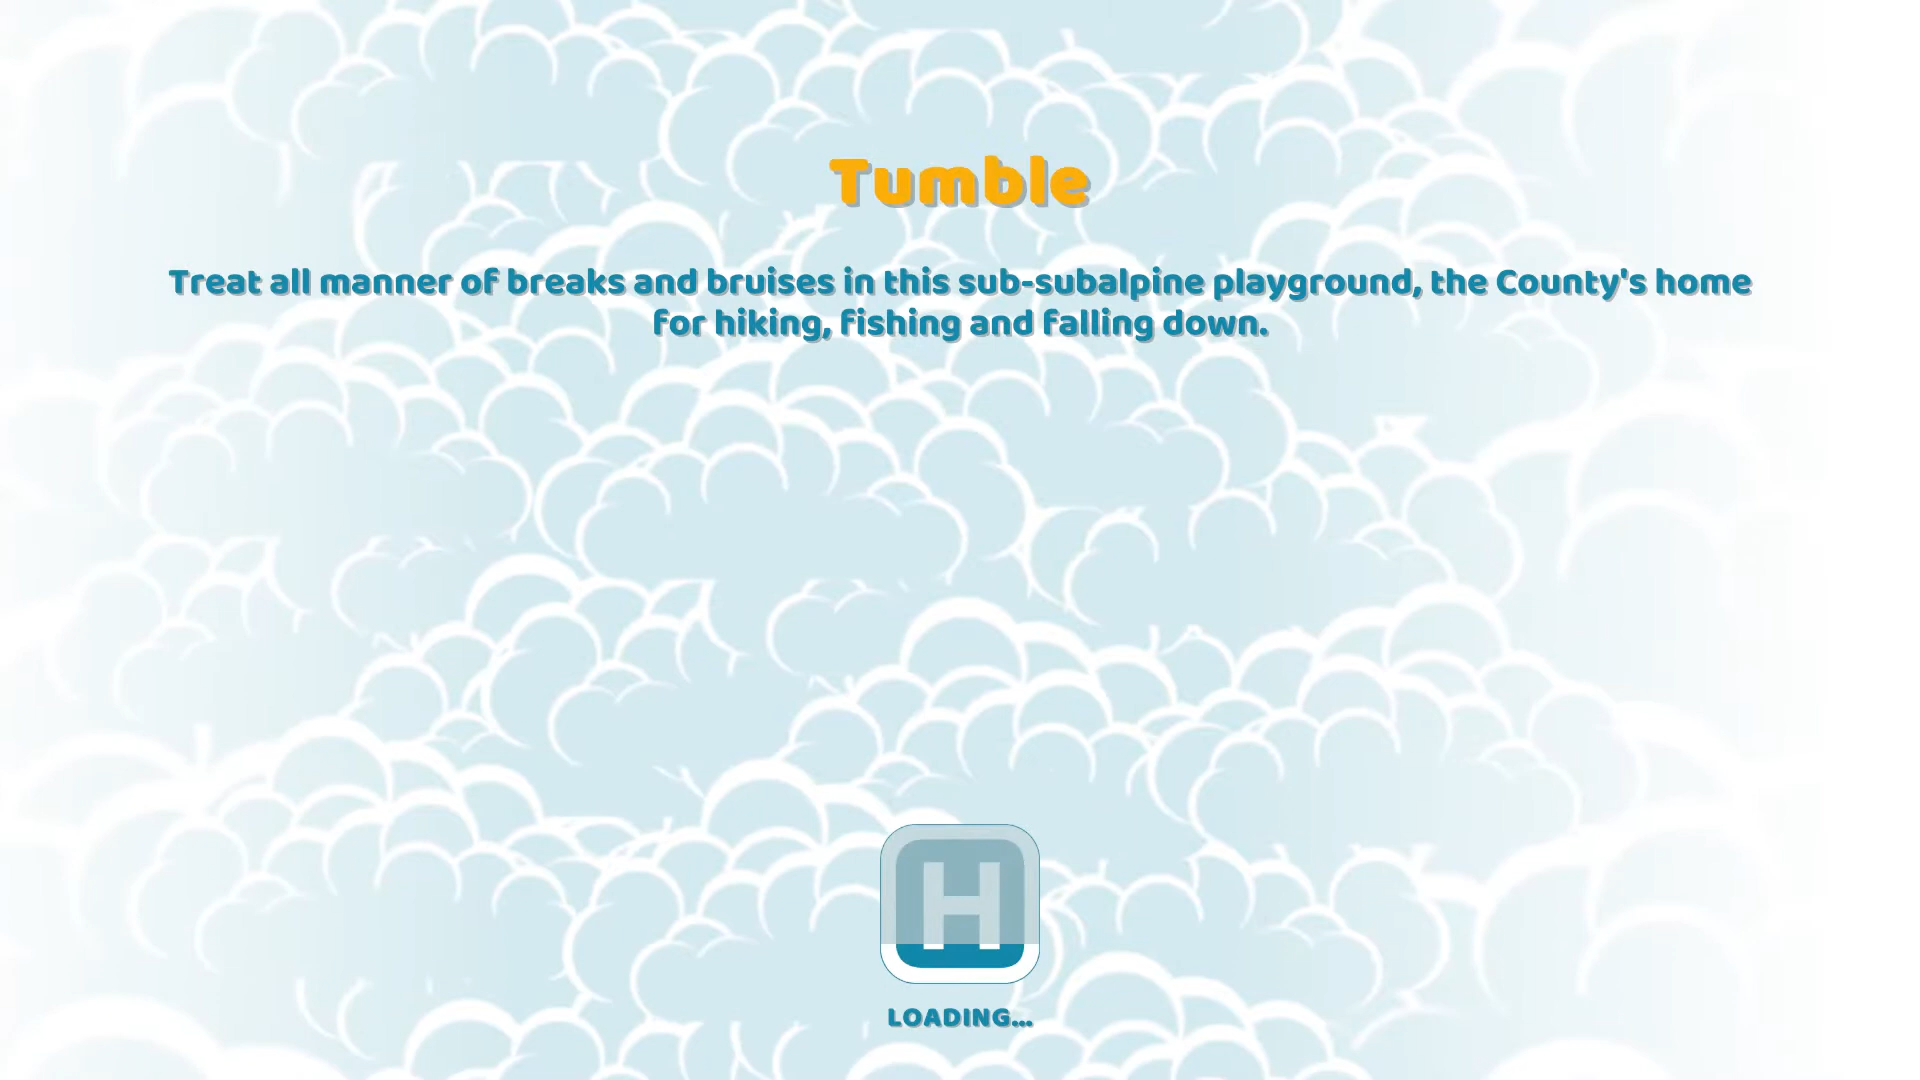 Tumble
Treat all manner of breaks and bruises in this sub-subalpine playground, the County's home
for hiking, fishing and falling down.
H
LOADING...